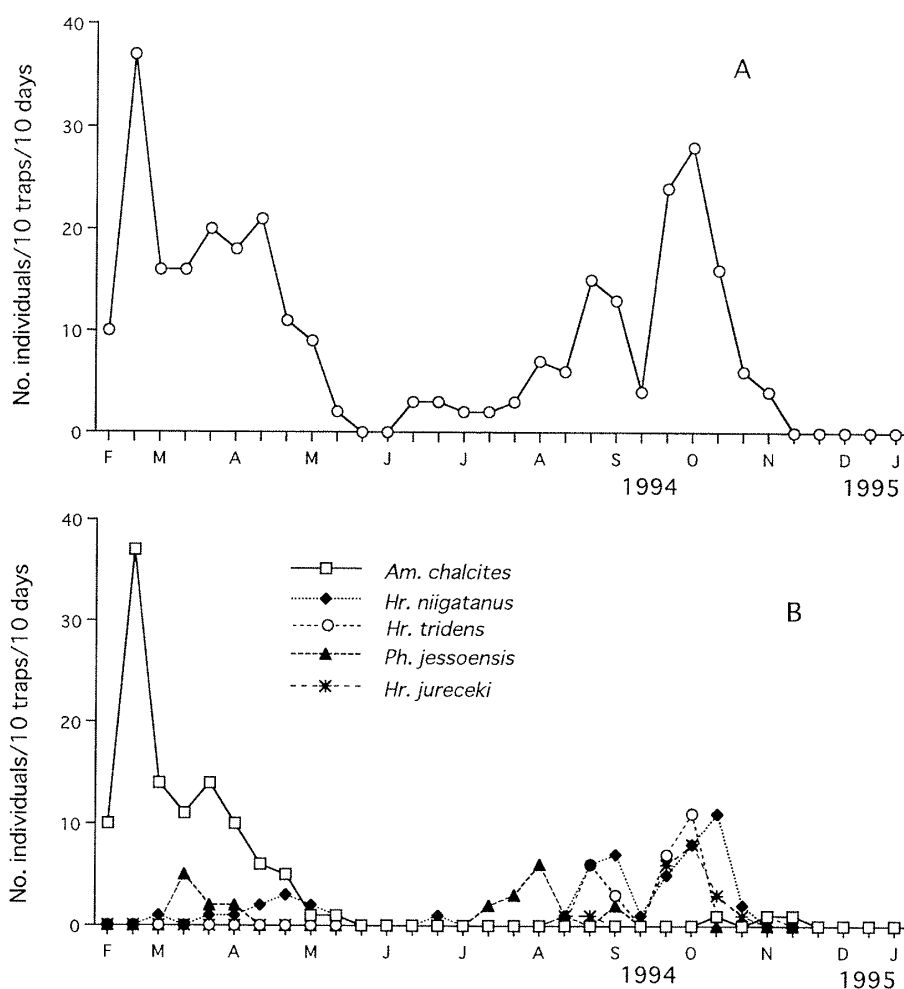 No. individuals/10 traps/10 days
40
30
20
10
0
A
F M A M J J A S O N D J
1994 1995
No. individuals/10 traps/10 days
40
30
20
10
0
Am. chalcites
Hr. niigatanus
Hr. tridens
Ph. jessoensis
Hr. jureceki
B
F M A M J J A S O N D J
1994 1995